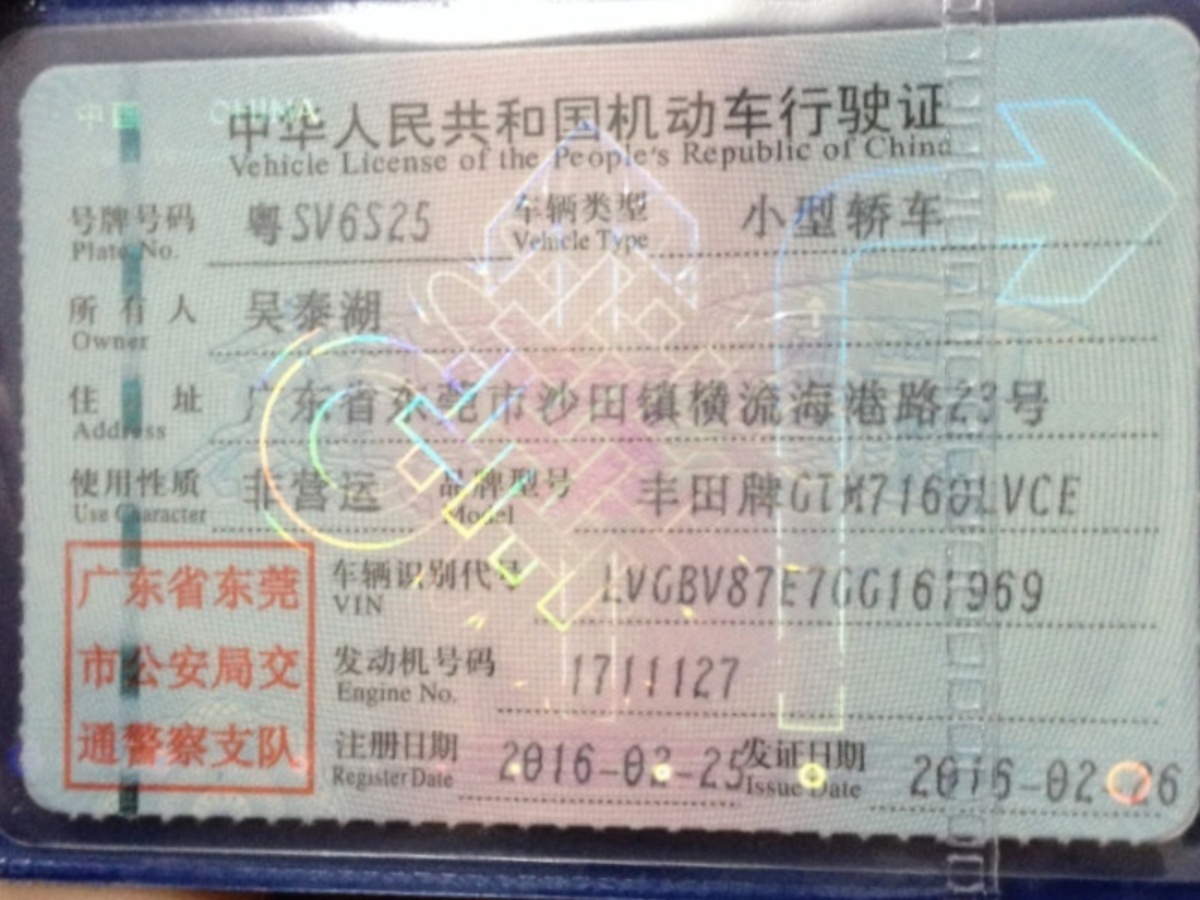 中国 CHINA
中华人民共和国机动车行驶证
Vehicle License of the People's Republic of China
号牌号码 粤SV6S25 车辆类型 小型轿车
Plate No. Vehicle Type
所有人 吴泰湖
Owner
住址 广东省东莞市沙田镇横流海港路23号
Address
使用性质 非营运 品牌型号 丰田牌GTM7160LVCE
Use Character Model
广东省东莞 车辆识别代号 LVGBV87E7GG161969
VIN
市公安局交 发动机号码 1711127
Engine No.
通警察支队 注册日期 2016-02-25 发证日期 2016-02-26
Register Date Issue Date